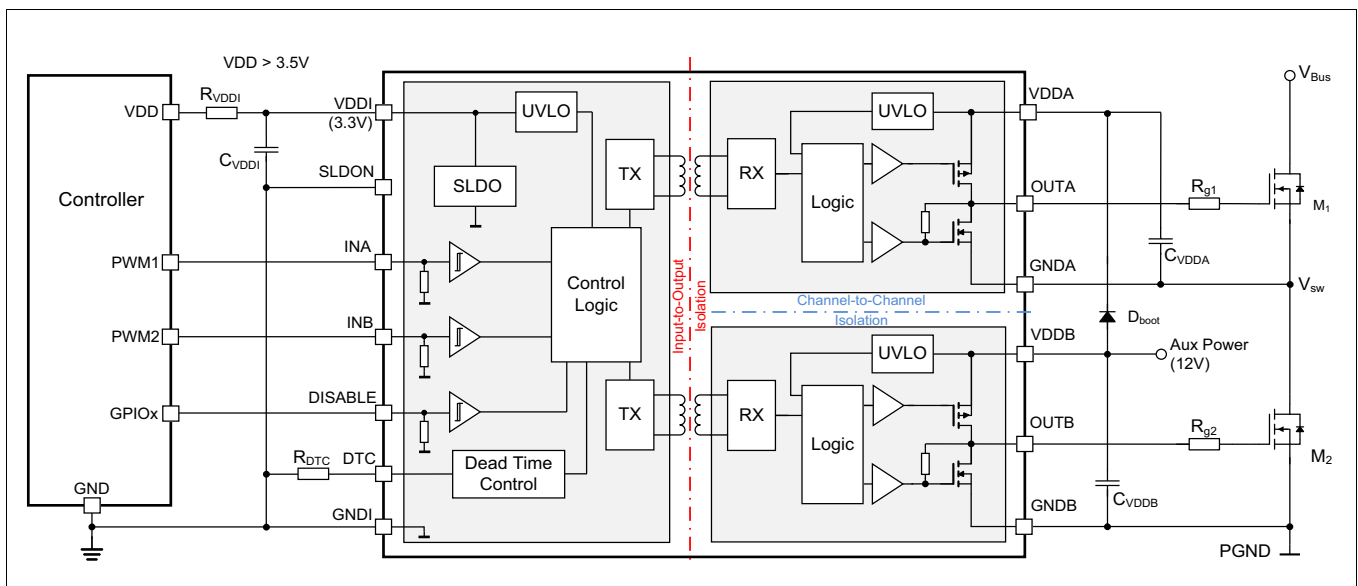 VDD > 3.5V
Controller
VDD
PWM1
PWM2
GPIOx
GND
RVDDI
CVDDI
RDTC
VDDI
(3.3V)
SLDON
INA
INB
DISABLE
DTC
GNDI
UVLO
SLDO
TX
Control
Logic
TX
Dead Time
Control
Input-to-Output
Isolation
Channel-to-Channel
Isolation
UVLO
RX
Logic
UVLO
RX
Logic
VDDA
OUTA
GNDA
VDDB
OUTB
GNDB
VBus
Rg1
M1
CVDDA
Vsw
Dboot
Aux Power
(12V)
Rg2
M2
CVDDB
PGND